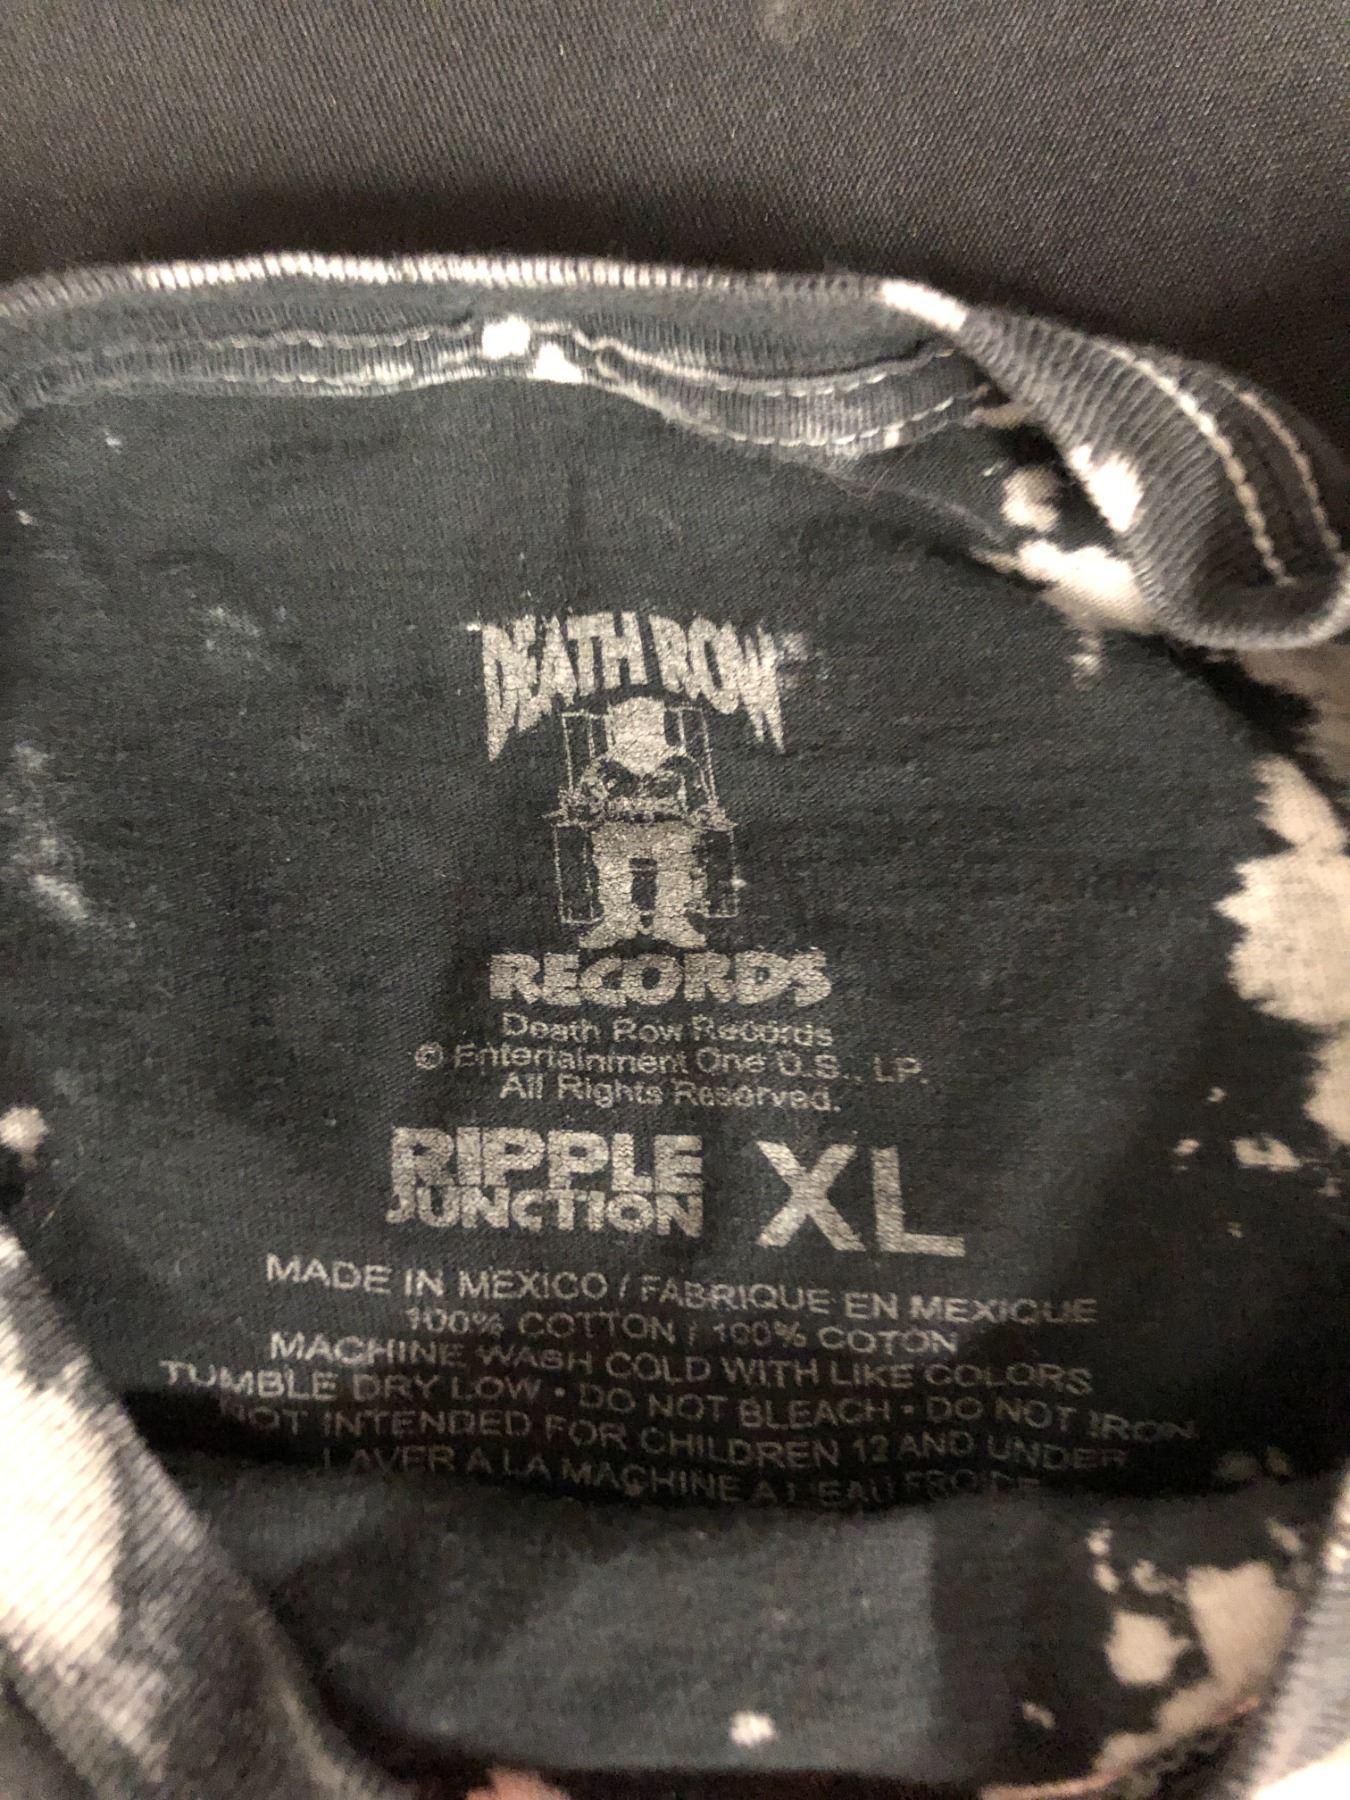 DEATH ROW
RECORDS
Death Row Records
© Entertainment One U.S., LP.
All Rights Reserved.
RIPPLE
JUNCTION
XL
MADE IN MEXICO / FABRIQUE EN MEXIQUE
100% COTTON / 100% COTON
MACHINE WASH COLD WITH LIKE COLORS
TUMBLE DRY LOW • DO NOT BLEACH • DO NOT IRON
NOT INTENDED FOR CHILDREN 12 AND UNDER
LAVER A LA MACHINE A L'EAU FROIDE